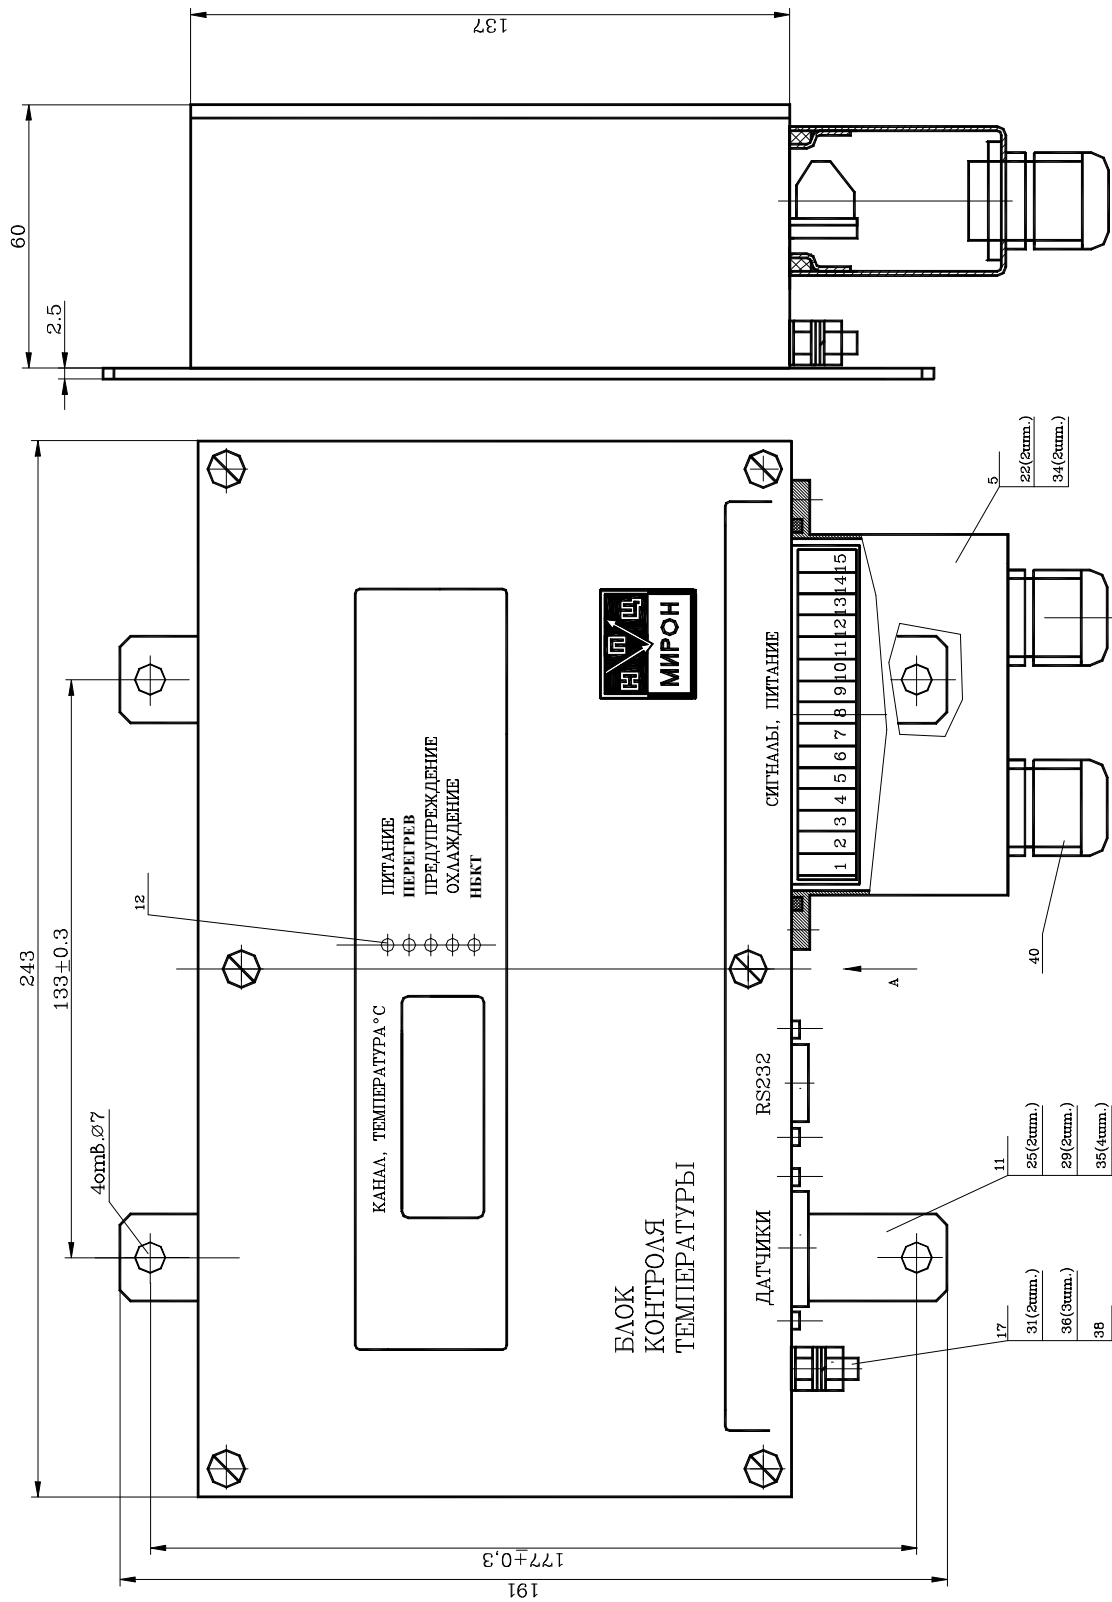 137
60
2.5
243
133±0.3
4отв.⌀7
12
КАНАЛ, ТЕМПЕРАТУРА°С
ПИТАНИЕ
ПЕРЕГРЕВ
ПРЕДУПРЕЖДЕНИЕ
ОХЛАЖДЕНИЕ
НБКТ
НПЦ
МИРОН
БЛОК
КОНТРОЛЯ
ТЕМПЕРАТУРЫ
ДАТЧИКИ
RS232
СИГНАЛЫ, ПИТАНИЕ
1 2 3 4 5 6 7 8 9 10 11 12 13 14 15
A
17
31(2шт.)
36(3шт.)
38
11
25(2шт.)
29(2шт.)
35(4шт.)
40
5
22(2шт.)
34(2шт.)
177±0,3
191